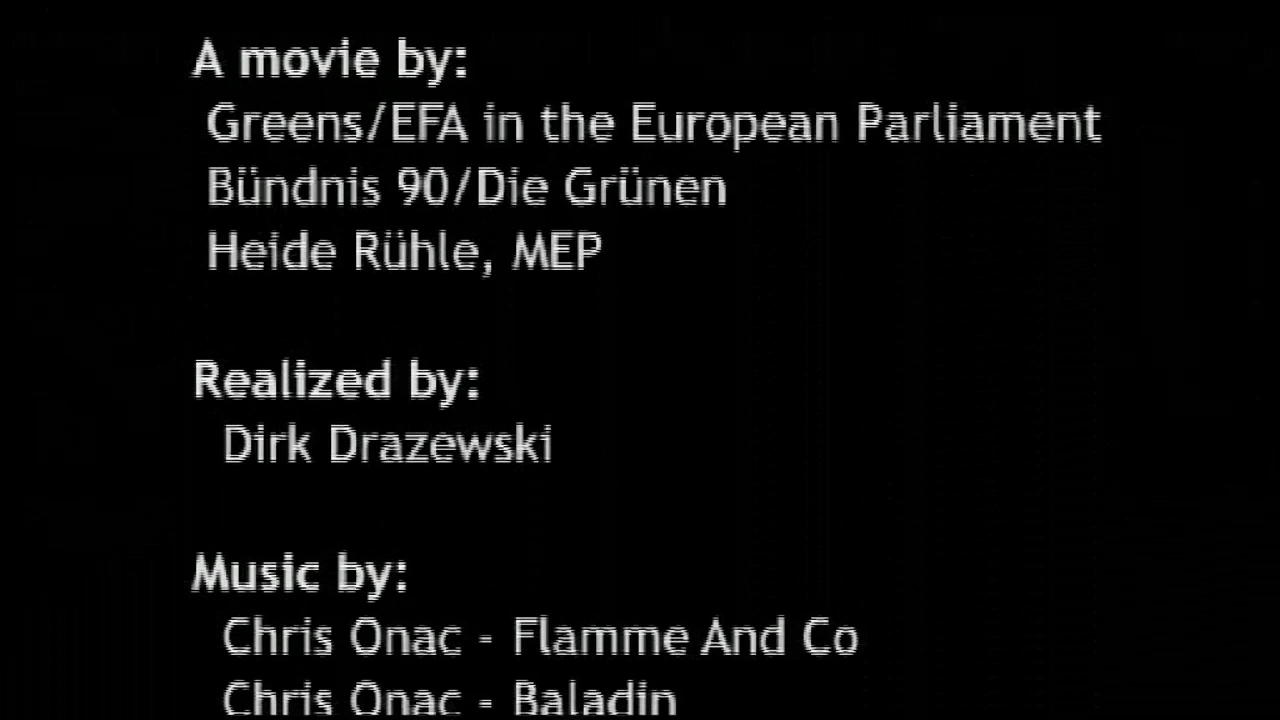 A movie by:
Greens/EFA in the European Parliament
Bündnis 90/Die Grünen
Heide Rühle, MEP
Realized by:
Dirk Drazewski
Music by:
Chris Onac - Flamme And Co
Chris Onac - Baladin